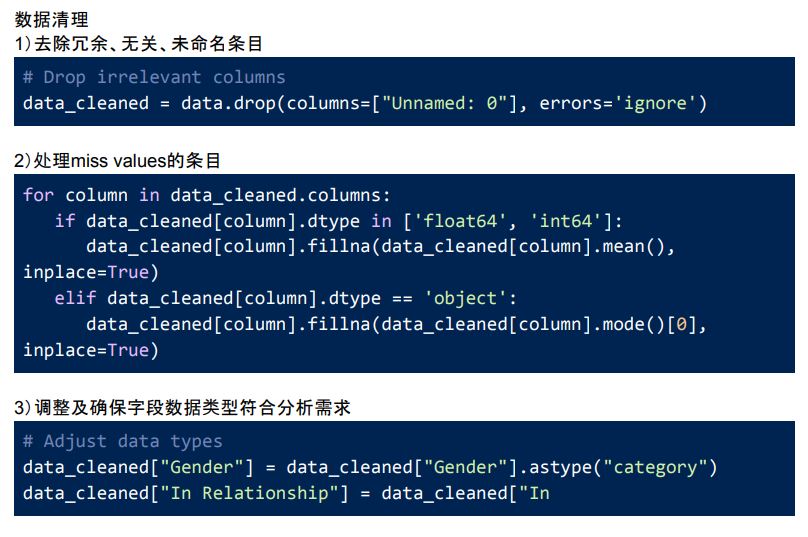 数据清理
1）去除冗余、无关、未命名条目
# Drop irrelevant columns
data_cleaned = data.drop(columns=["Unnamed: 0"], errors='ignore')
2）处理miss values的条目
for column in data_cleaned.columns:
   if data_cleaned[column].dtype in ['float64', 'int64']:
      data_cleaned[column].fillna(data_cleaned[column].mean(),
inplace=True)
   elif data_cleaned[column].dtype == 'object':
      data_cleaned[column].fillna(data_cleaned[column].mode()[0],
inplace=True)
3）调整及确保字段数据类型符合分析需求
# Adjust data types
data_cleaned["Gender"] = data_cleaned["Gender"].astype("category")
data_cleaned["In Relationship"] = data_cleaned["In